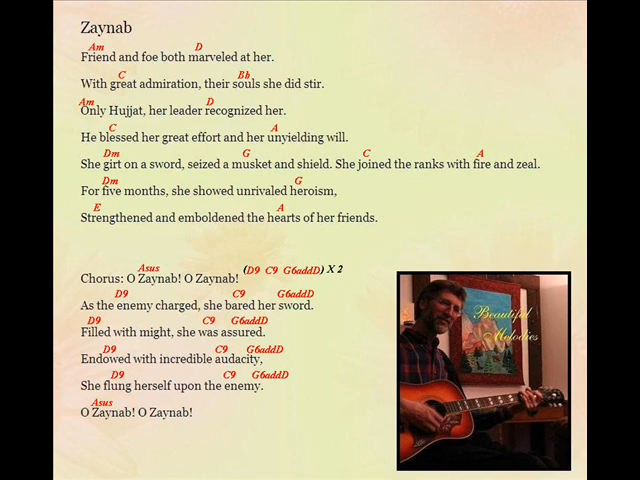 Zaynab
Am D
Friend and foe both marveled at her.
C Bb
With great admiration, their souls she did stir.
Am D
Only Hujjat, her leader recognized her.
C A
He blessed her great effort and her unyielding will.
Dm G C A
She girt on a sword, seized a musket and shield. She joined the ranks with fire and zeal.
Dm G
For five months, she showed unrivaled heroism,
E A
Strengthened and emboldened the hearts of her friends.
Asus (D9 C9 G6addD) X 2
Chorus: O Zaynab! O Zaynab!
D9 C9 G6addD
As the enemy charged, she bared her sword.
D9 C9 G6addD
Filled with might, she was assured.
D9 C9 G6addD
Endowed with incredible audacity,
D9 C9 G6addD
She flung herself upon the enemy.
Asus
O Zaynab! O Zaynab!
Beautiful
Melodies